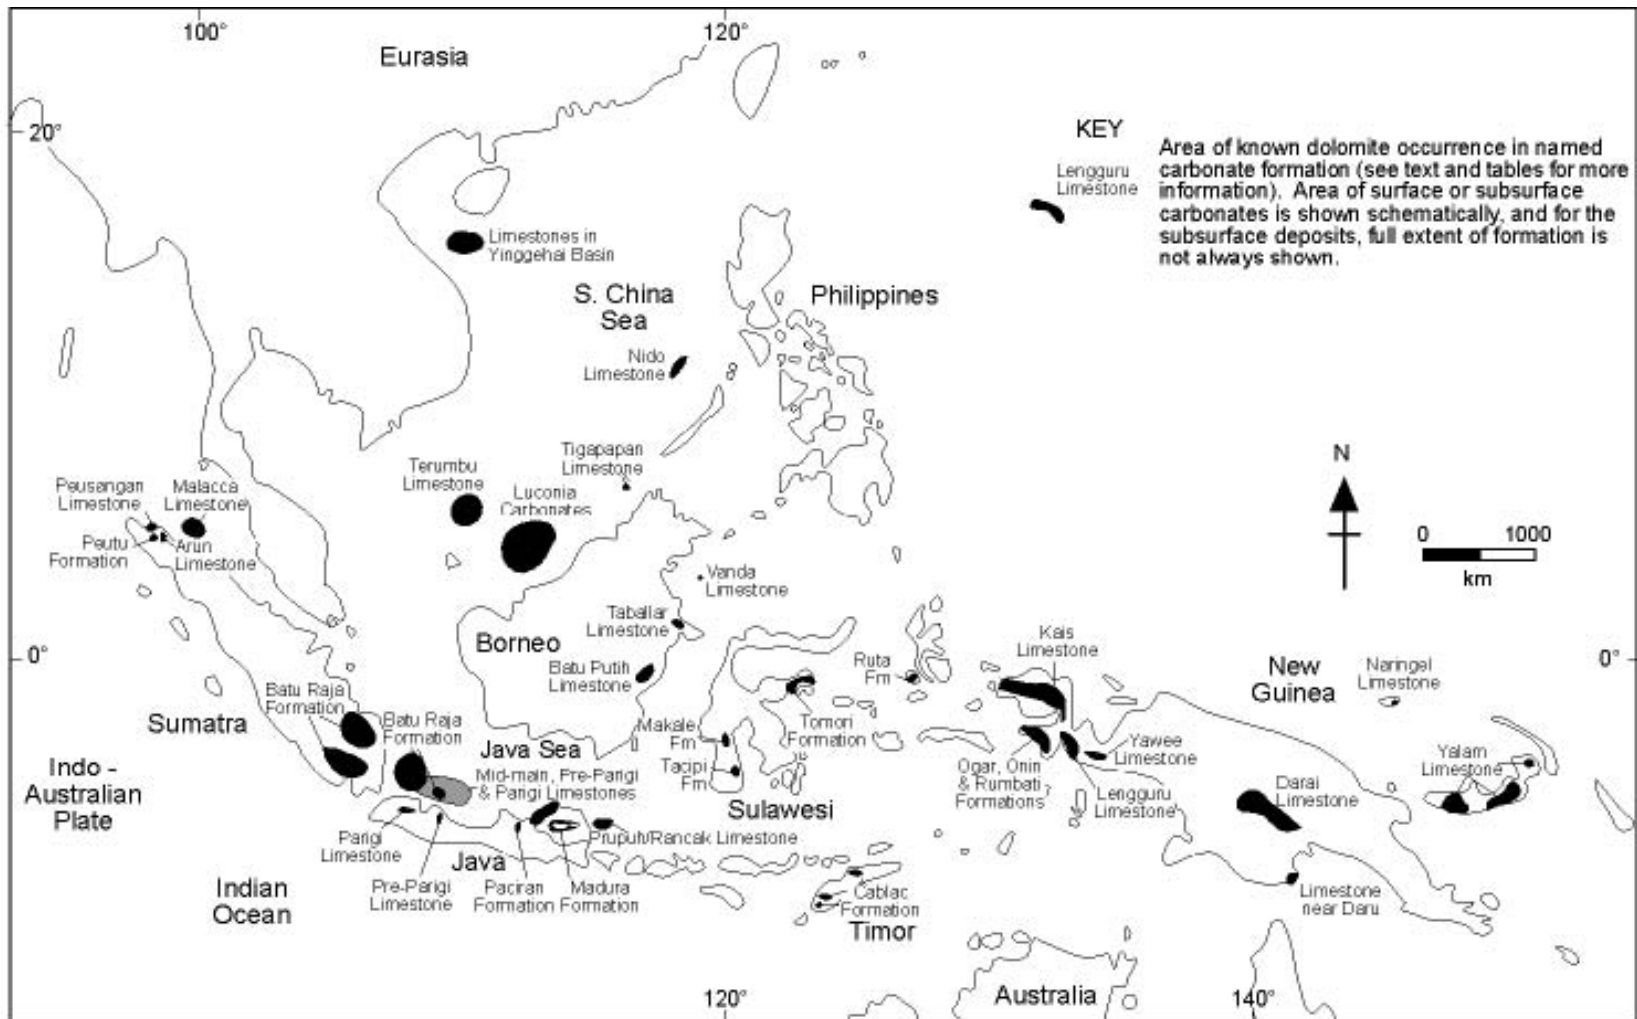 100°
120°
Eurasia
20°
KEY
Lengguru
Limestone
Area of known dolomite occurrence in named
carbonate formation (see text and tables for more
information). Area of surface or subsurface
carbonates is shown schematically, and for the
subsurface deposits, full extent of formation is
not always shown.
Limestones in
Yinggehai Basin
S. China
Sea
Philippines
Nido
Limestone
Tigapapan
Limestone
Terumbu
Limestone
Luconia
Carbonates
Peusangan
Limestone
Malacca
Limestone
Peutu
Formation
Arun
Limestone
N
0
1000
km
Vanda
Limestone
Taballar
Limestone
Borneo
Batu Putih
Limestone
Ruta
Fm
Kais
Limestone
New
Guinea
Naringel
Limestone
0°
0°
Batu Raja
Formation
Batu Raja
Formation
Sumatra
Java Sea
Makale
Fm
Tomori
Formation
Mid-main, Pre-Parigi
& Parigi Limestones
Tacipi
Fm
Sulawesi
Ogar, Onin
& Rumbati
Formations
Yawee
Limestone
Lengguru
Limestone
Darai
Limestone
Yalam
Limestone
Indo -
Australian
Plate
Parigi
Limestone
Java
Prupuh/Rancak Limestone
Pre-Parigi
Limestone
Paciran
Formation
Madura
Formation
Cablac
Formation
Timor
Limestone
near Daru
Indian
Ocean
120°
Australia
140°